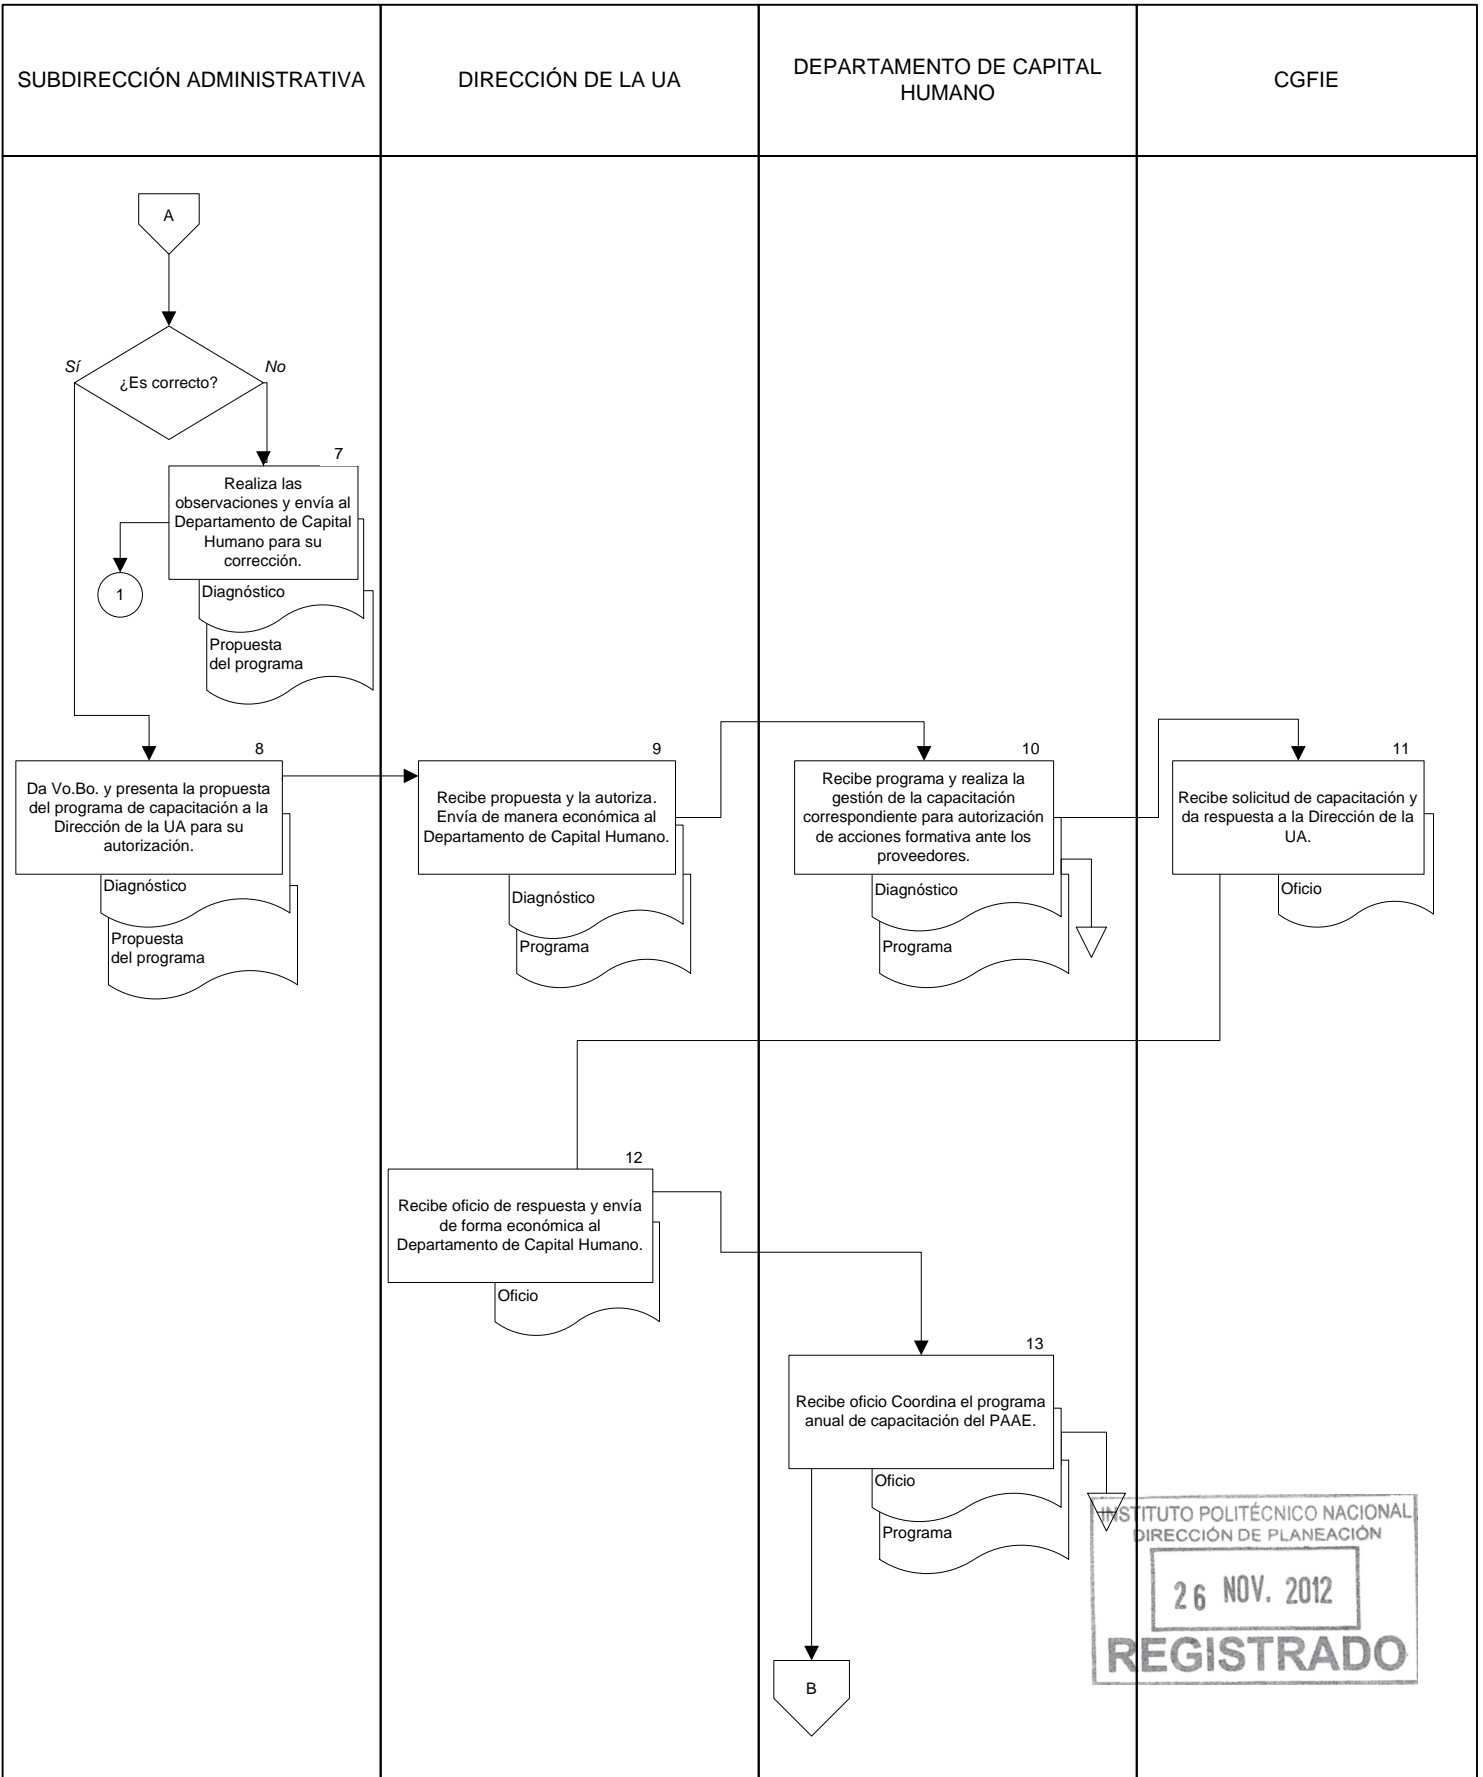 SUBDIRECCIÓN ADMINISTRATIVA
DIRECCIÓN DE LA UA
DEPARTAMENTO DE CAPITAL
HUMANO
CGFIE
A
Sí
No
¿Es correcto?
7
Realiza las
observaciones y envía al
Departamento de Capital
Humano para su
corrección.
1
Diagnóstico
Propuesta
del programa
8
Da Vo.Bo. y presenta la propuesta
del programa de capacitación a la
Dirección de la UA para su
autorización.
Diagnóstico
Propuesta
del programa
9
Recibe propuesta y la autoriza.
Envía de manera económica al
Departamento de Capital Humano.
Diagnóstico
Programa
10
Recibe programa y realiza la
gestión de la capacitación
correspondiente para autorización
de acciones formativa ante los
proveedores.
Diagnóstico
Programa
11
Recibe solicitud de capacitación y
da respuesta a la Dirección de la
UA.
Oficio
12
Recibe oficio de respuesta y envía
de forma económica al
Departamento de Capital Humano.
Oficio
13
Recibe oficio Coordina el programa
anual de capacitación del PAAE.
Oficio
Programa
B
INSTITUTO POLITÉCNICO NACIONAL
DIRECCIÓN DE PLANEACIÓN
26 NOV. 2012
REGISTRADO